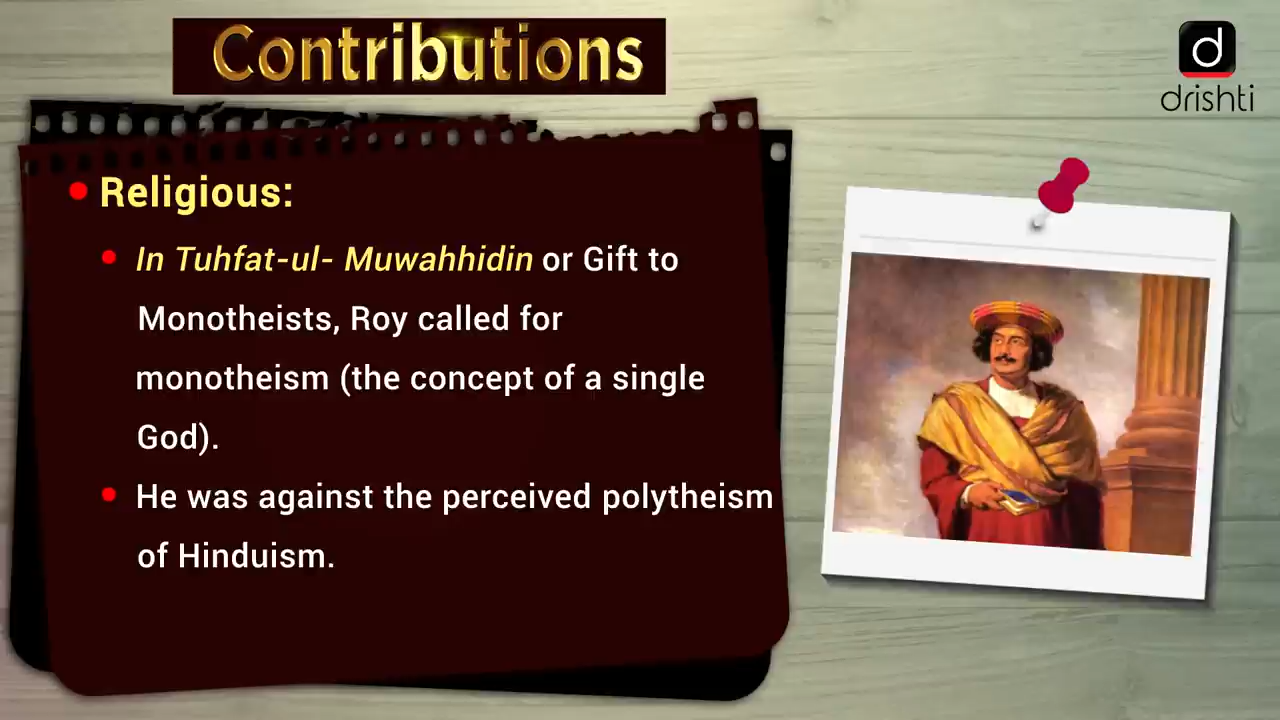 Contributions
d
drishti
Religious:
In Tuhfat-ul- Muwahhidin or Gift to
Monotheists, Roy called for
monotheism (the concept of a single
God).
He was against the perceived polytheism
of Hinduism.